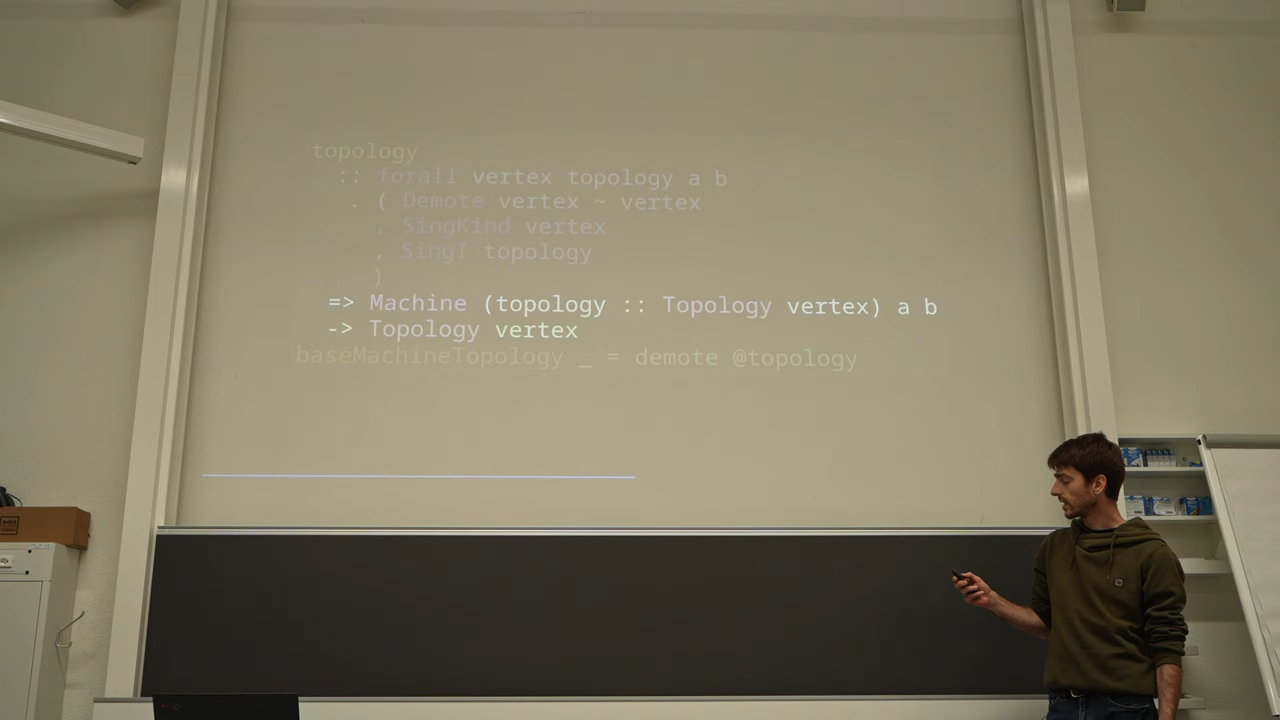 topology
:: forall vertex topology a b
. ( Demote vertex ~ vertex
, SingKind vertex
, SingI topology
)
=> Machine (topology :: Topology vertex) a b
-> Topology vertex
baseMachineTopology _ = demote @topology